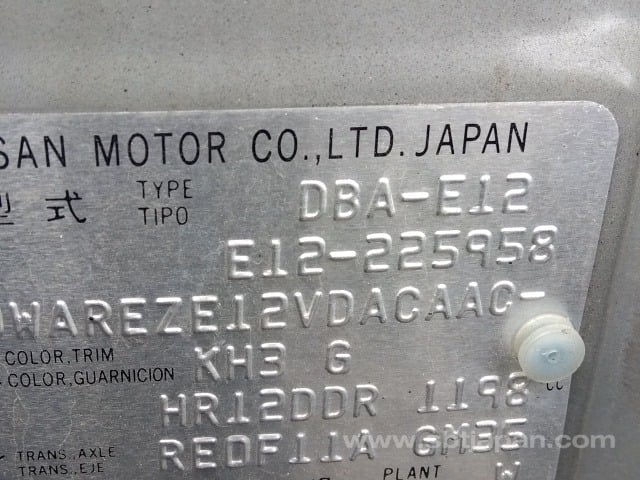 SAN MOTOR CO.,LTD. JAPAN
型式 TYPE DBA-E12
TIPO
E12-225958
WAREZE12VDACAAC-
COLOR,TRIM KH3 G
COLOR,GUARNICION
HR12DDR 1198 cc
TRANS.,AXLE RE0F11A GM35
TRANS.,EJE
PLANT W
www.sbtjapan.com